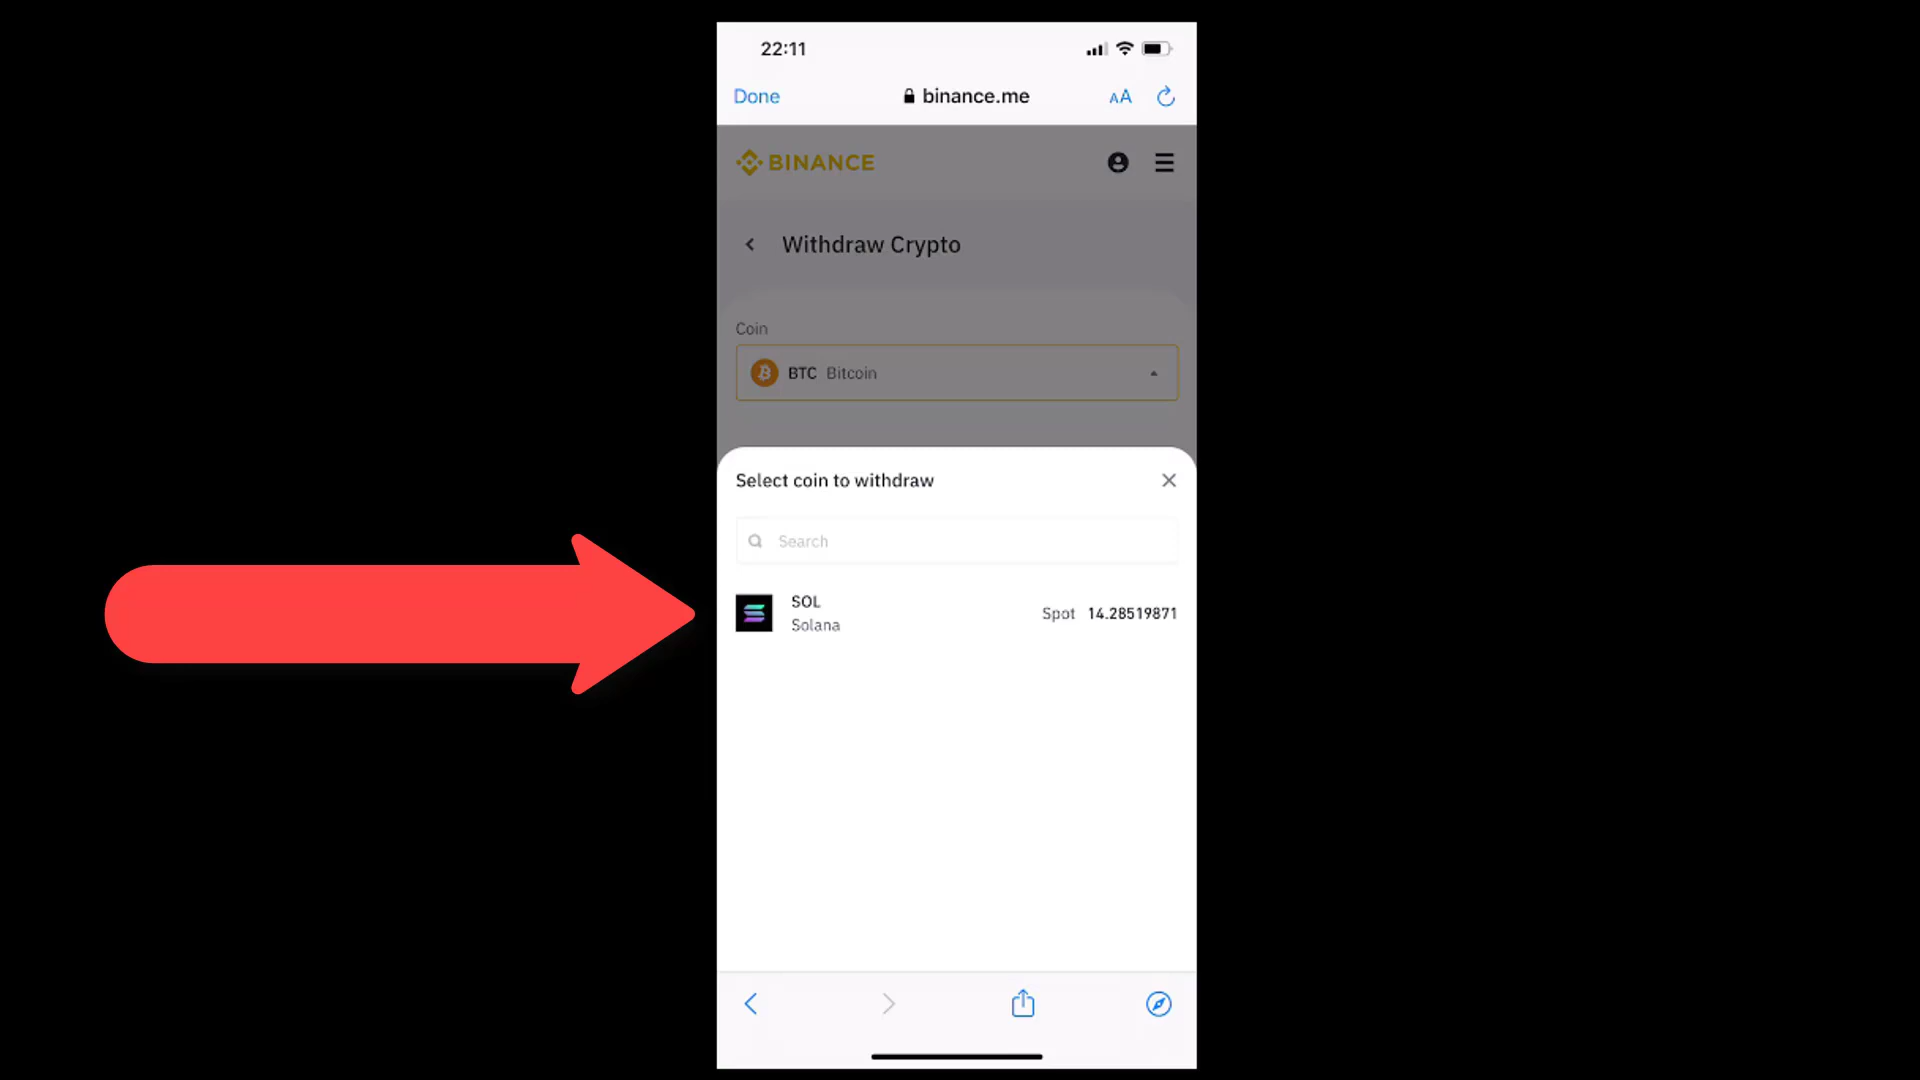 22:11
Done
binance.me
AA
BINANCE
Withdraw Crypto
Coin
BTC Bitcoin
Select coin to withdraw
Search
SOL
Solana
Spot 14.28519871